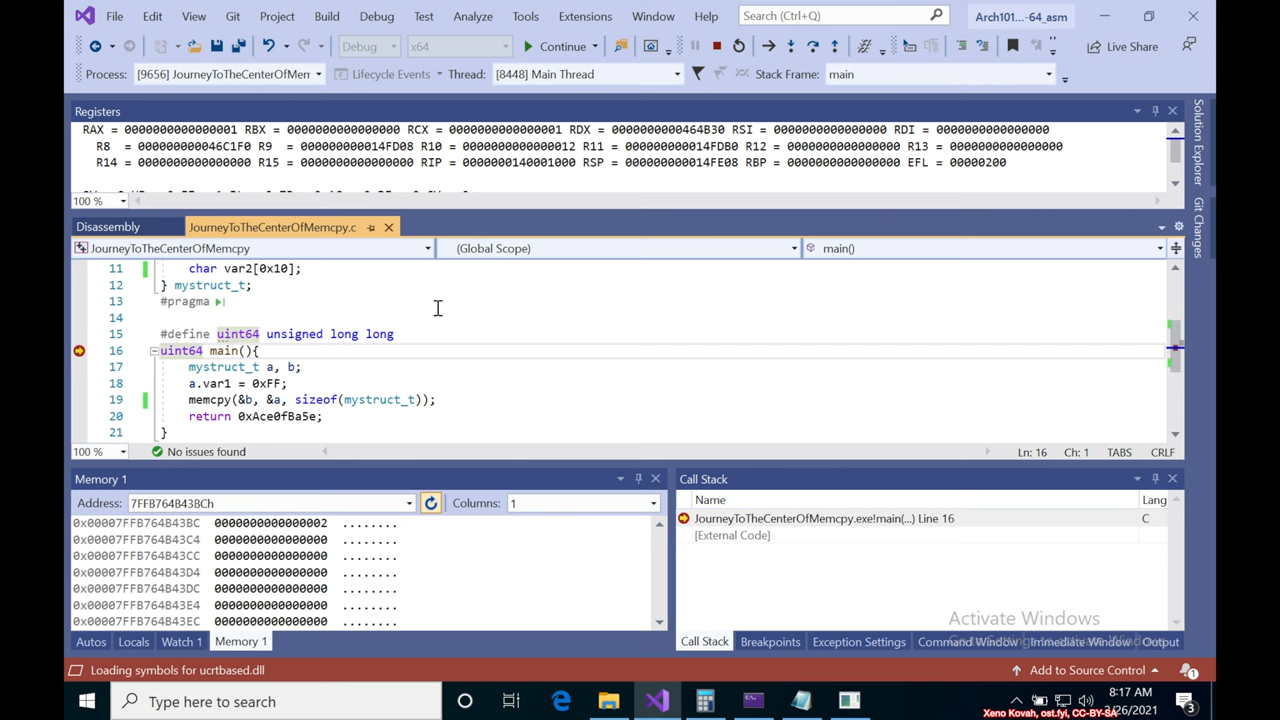 File Edit View Git Project Build Debug Test Analyze Tools Extensions Window Help Search (Ctrl+Q) Arch101...-64_asm
Debug x64 Continue Live Share
Process: [9656] JourneyToTheCenterOfMem Lifecycle Events Thread: [8448] Main Thread Stack Frame: main
Registers
RAX = 0000000000000001 RBX = 0000000000000000 RCX = 0000000000000001 RDX = 0000000000464B30 RSI = 0000000000000000 RDI = 0000000000000000
R8 = 000000000046C1F0 R9 = 000000000014FD08 R10 = 0000000000000012 R11 = 000000000014FDB0 R12 = 0000000000000000 R13 = 0000000000000000
R14 = 0000000000000000 R15 = 0000000000000000 RIP = 0000000140001000 RSP = 000000000014FE08 RBP = 0000000000000000 EFL = 00000200
100 %
Disassembly JourneyToTheCenterOfMemcpy.c
JourneyToTheCenterOfMemcpy (Global Scope) main()
11 char var2[0x10];
12 } mystruct_t;
13 #pragma
14
15 #define uint64 unsigned long long
16 uint64 main(){
17 mystruct_t a, b;
18 a.var1 = 0xFF;
19 memcpy(&b, &a, sizeof(mystruct_t));
20 return 0xAce0fBa5e;
21 }
100 % No issues found Ln: 16 Ch: 1 TABS CRLF
Memory 1
Address: 7FFB764B43BCh Columns: 1
0x00007FFB764B43BC 0000000000000002 ........
0x00007FFB764B43C4 0000000000000000 ........
0x00007FFB764B43CC 0000000000000000 ........
0x00007FFB764B43D4 0000000000000000 ........
0x00007FFB764B43DC 0000000000000000 ........
0x00007FFB764B43E4 0000000000000000 ........
0x00007FFB764B43EC 0000000000000000 ........
Autos Locals Watch 1 Memory 1
Call Stack
Name Lang
JourneyToTheCenterOfMemcpy.exe!main(...) Line 16 C
[External Code]
Activate Windows
Call Stack Breakpoints Exception Settings Command Window Immediate Window Output
Solution Explorer
Git Changes
Loading symbols for ucrtbased.dll Add to Source Control 1
Type here to search
8:17 AM
3
Xeno Kovah, ost.fyi, CC-BY-SA